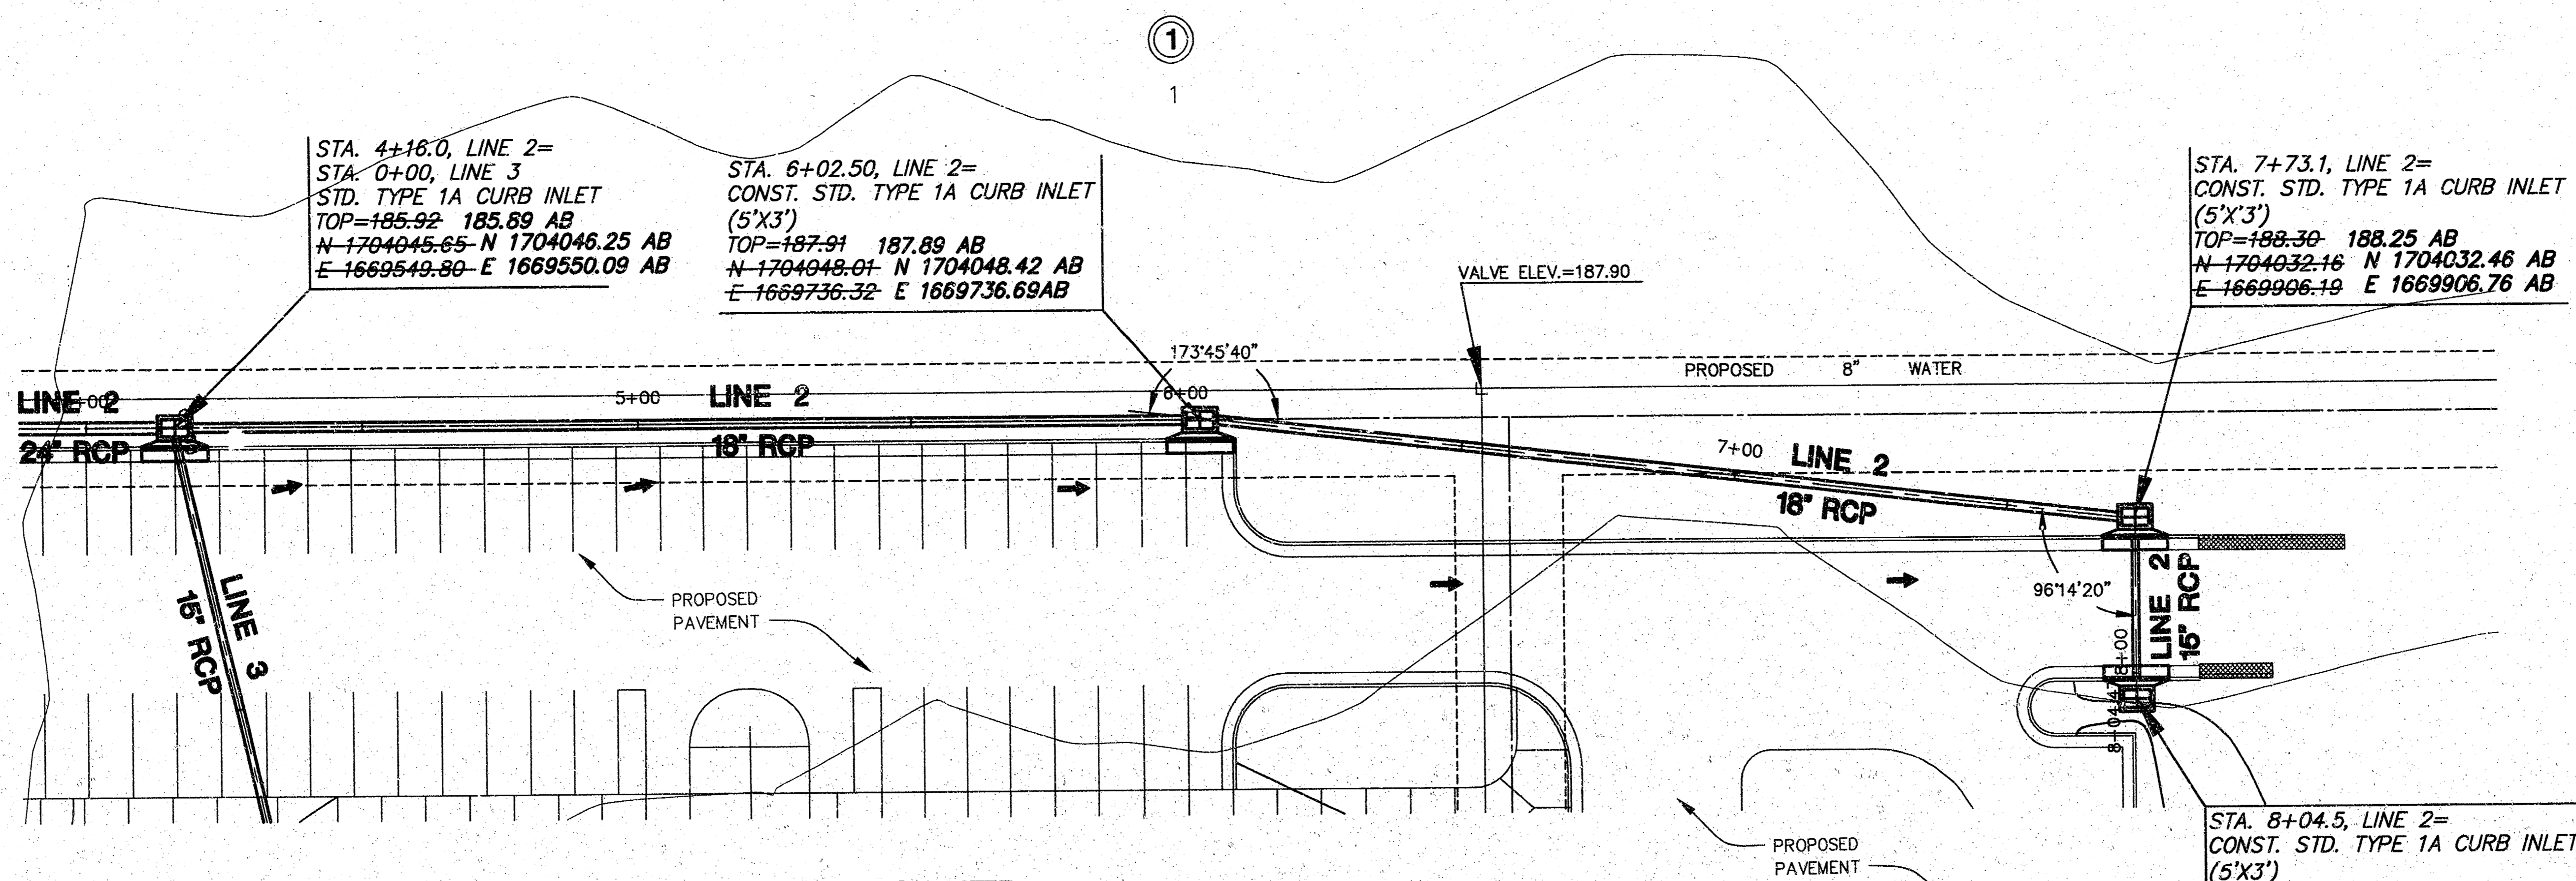 1
1
STA. 4+16.0, LINE 2=
STA. 0+00, LINE 3
STD. TYPE 1A CURB INLET
TOP=185.92 185.89 AB
N 1704045.65 N 1704046.25 AB
E 1669549.80 E 1669550.09 AB
STA. 6+02.50, LINE 2=
CONST. STD. TYPE 1A CURB INLET
(5'X3')
TOP=187.91 187.89 AB
N 1704048.01 N 1704048.42 AB
E 1669736.32 E 1669736.69AB
VALVE ELEV.=187.90
STA. 7+73.1, LINE 2=
CONST. STD. TYPE 1A CURB INLET
(5'X'3')
TOP=188.30 188.25 AB
N 1704032.16 N 1704032.46 AB
E 1669906.19 E 1669906.76 AB
173°45'40"
PROPOSED 8" WATER
LINE 2
+00
24" RCP
5+00
LINE 2
18" RCP
6+00
7+00
LINE 2
18" RCP
96°14'20"
LINE 2
15" RCP
8+00
8+04
LINE 3
15" RCP
PROPOSED
PAVEMENT
PROPOSED
PAVEMENT
STA. 8+04.5, LINE 2=
CONST. STD. TYPE 1A CURB INLET
(5'X3')